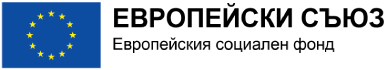 ЕВРОПЕЙСКИ СЪЮЗ
Европейския социален фонд